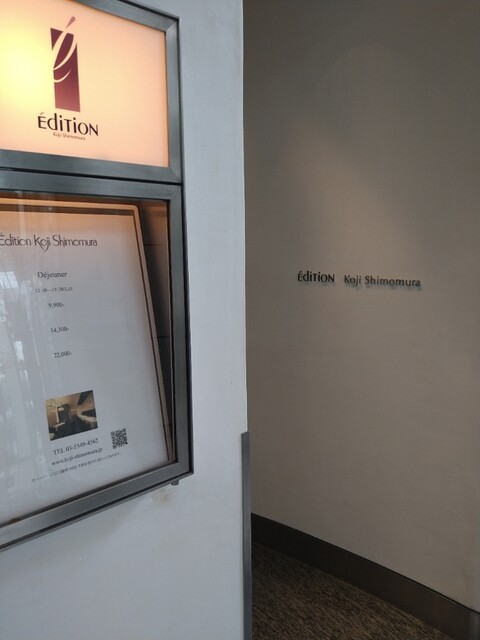 é
ÉDITION
Koji Shimomura
Édition Koji Shimomura
Déjeuner
9,900-
14,300-
22,000-
TEL 03-5549-4562
www.koji-shimomura.jp
ÉDITION Koji Shimomura